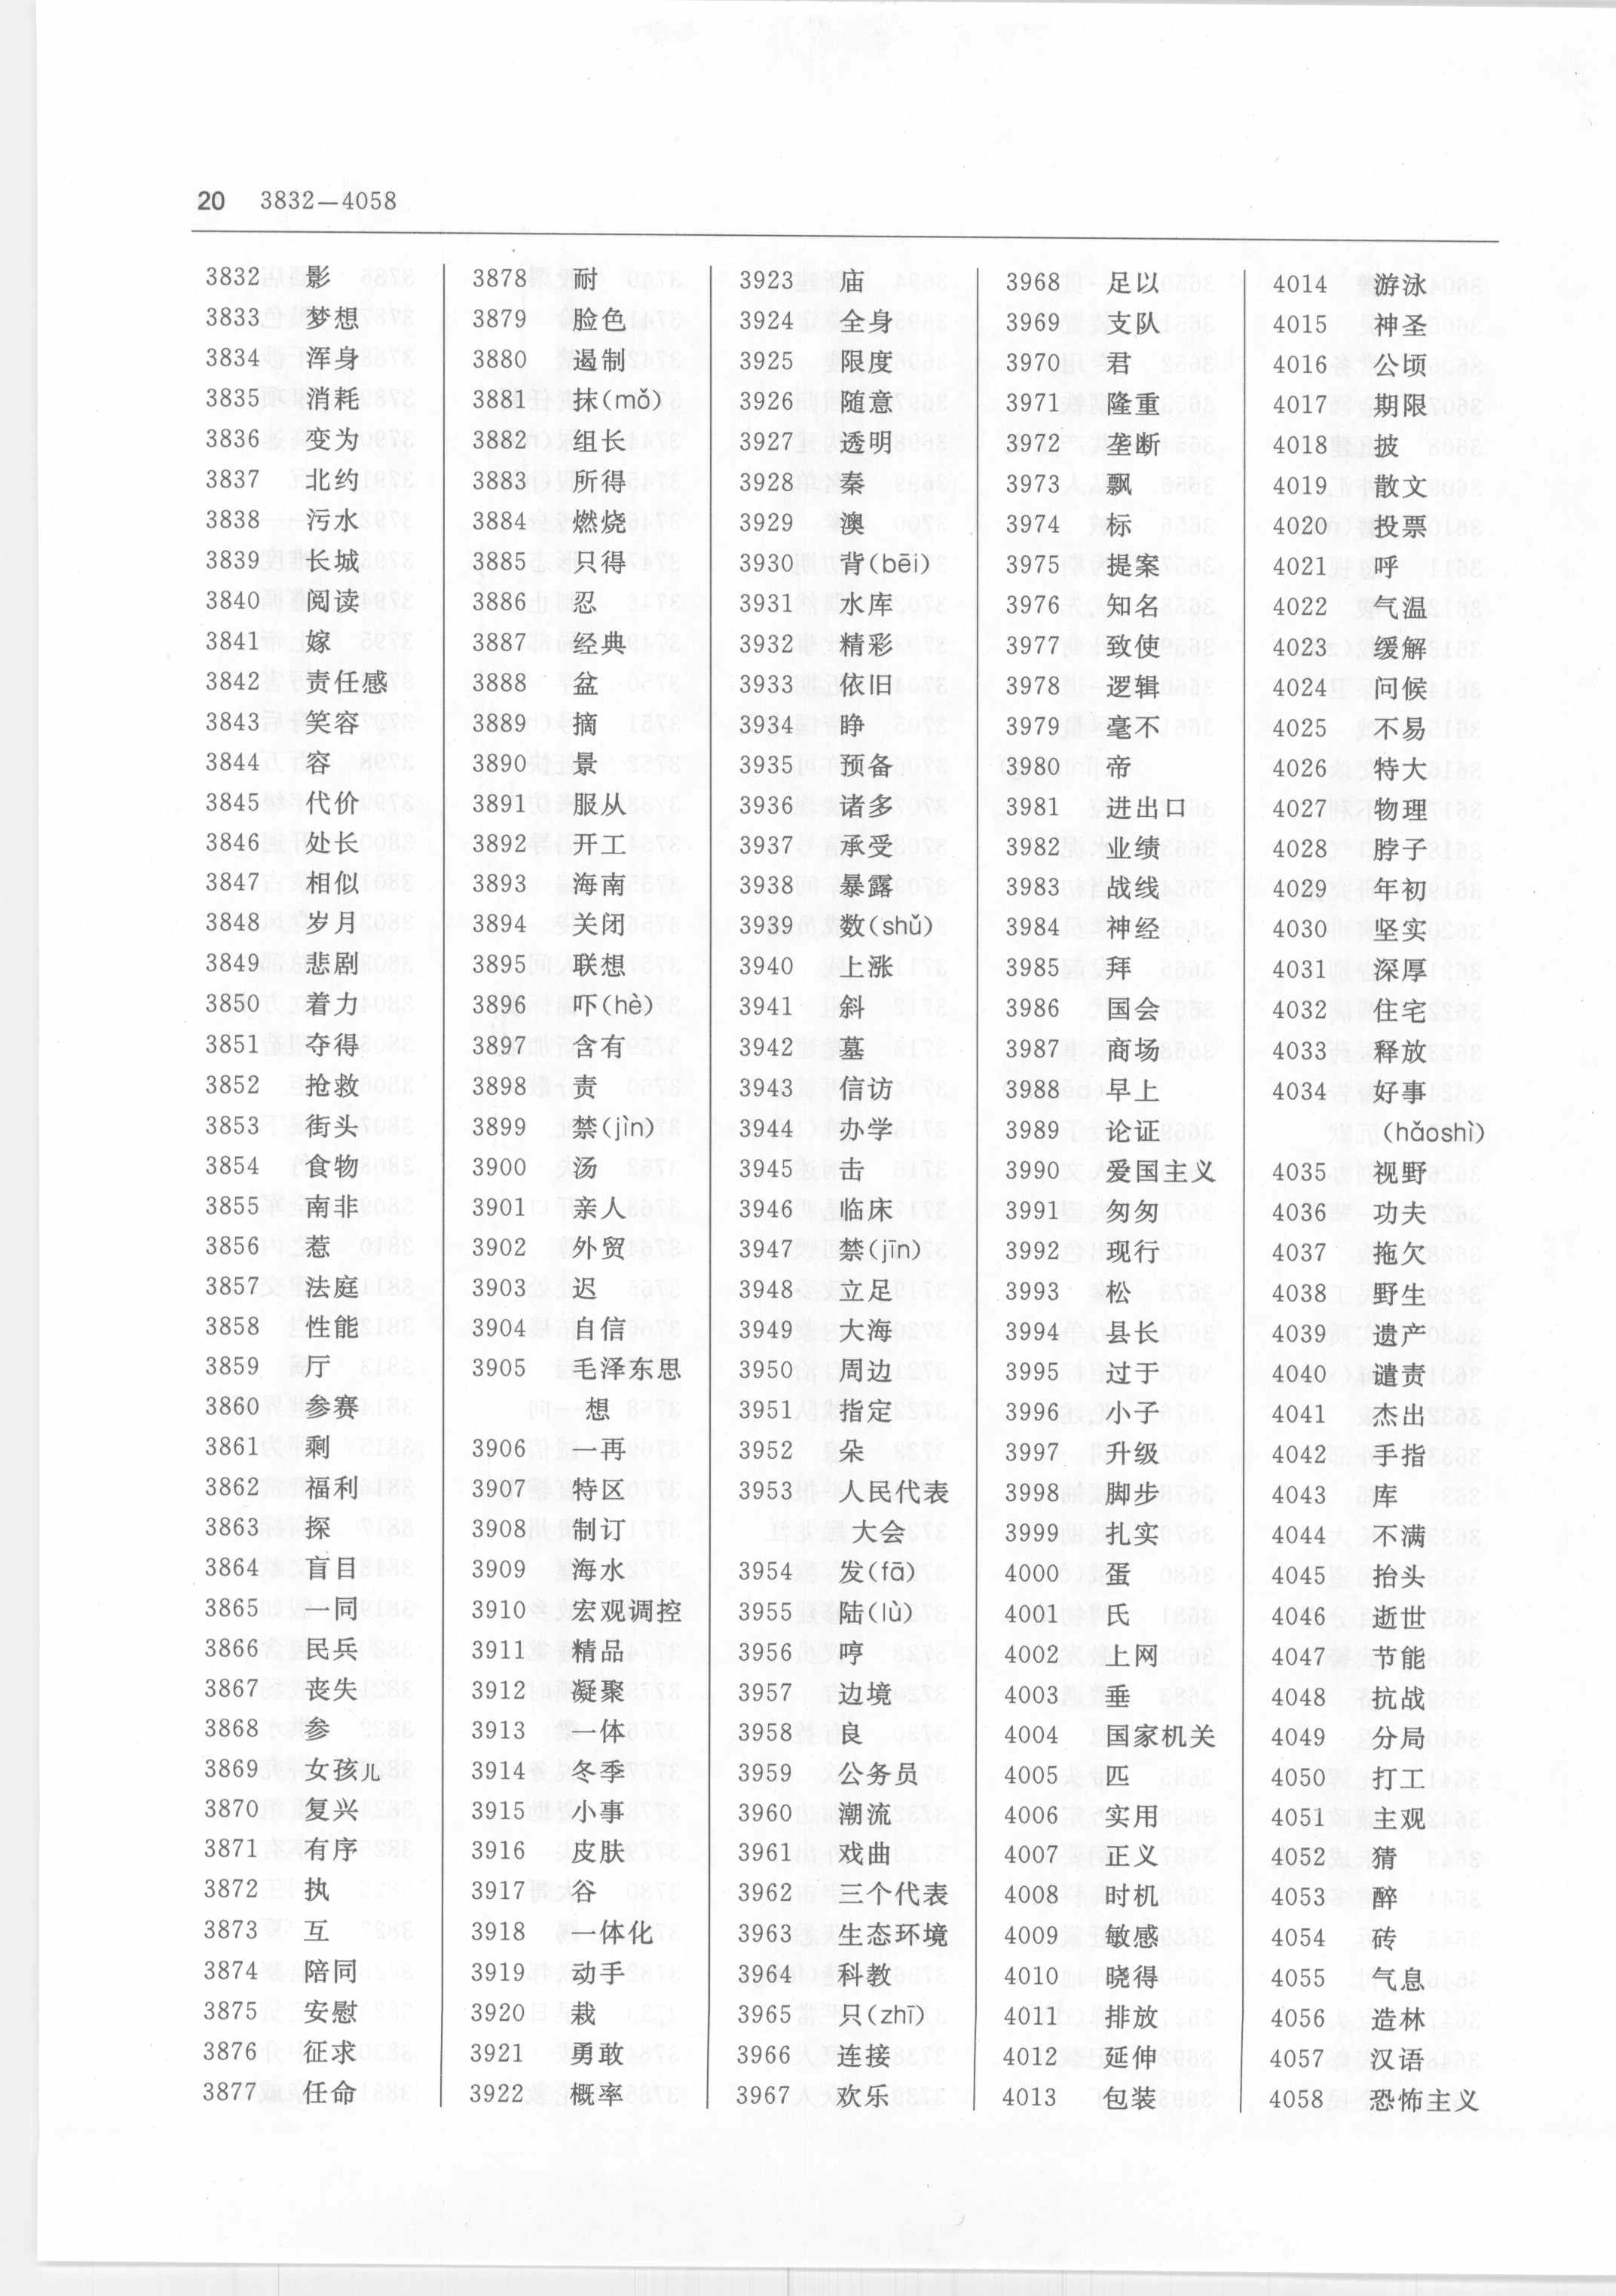 20 3832—4058
3832 影
3833 梦想
3834 浑身
3835 消耗
3836 变为
3837 北约
3838 污水
3839 长城
3840 阅读
3841 嫁
3842 责任感
3843 笑容
3844 容
3845 代价
3846 处长
3847 相似
3848 岁月
3849 悲剧
3850 着力
3851 夺得
3852 抢救
3853 街头
3854 食物
3855 南非
3856 惹
3857 法庭
3858 性能
3859 厅
3860 参赛
3861 剩
3862 福利
3863 探
3864 盲目
3865 一同
3866 民兵
3867 丧失
3868 参
3869 女孩儿
3870 复兴
3871 有序
3872 执
3873 互
3874 陪同
3875 安慰
3876 征求
3877 任命
3878 耐
3879 脸色
3880 遏制
3881 抹(mǒ)
3882 组长
3883 所得
3884 燃烧
3885 只得
3886 忍
3887 经典
3888 盆
3889 摘
3890 景
3891 服从
3892 开工
3893 海南
3894 关闭
3895 联想
3896 吓(hè)
3897 含有
3898 责
3899 禁(jìn)
3900 汤
3901 亲人
3902 外贸
3903 迟
3904 自信
3905 毛泽东思
想
3906 一再
3907 特区
3908 制订
3909 海水
3910 宏观调控
3911 精品
3912 凝聚
3913 一体
3914 冬季
3915 小事
3916 皮肤
3917 谷
3918 一体化
3919 动手
3920 栽
3921 勇敢
3922 概率
3923 庙
3924 全身
3925 限度
3926 随意
3927 透明
3928 秦
3929 澳
3930 背(bēi)
3931 水库
3932 精彩
3933 依旧
3934 睁
3935 预备
3936 诸多
3937 承受
3938 暴露
3939 数(shǔ)
3940 上涨
3941 斜
3942 墓
3943 信访
3944 办学
3945 击
3946 临床
3947 禁(jīn)
3948 立足
3949 大海
3950 周边
3951 指定
3952 朵
3953 人民代表
大会
3954 发(fā)
3955 陆(lù)
3956 哼
3957 边境
3958 良
3959 公务员
3960 潮流
3961 戏曲
3962 三个代表
3963 生态环境
3964 科教
3965 只(zhī)
3966 连接
3967 欢乐
3968 足以
3969 支队
3970 君
3971 隆重
3972 垄断
3973 飘
3974 标
3975 提案
3976 知名
3977 致使
3978 逻辑
3979 毫不
3980 帝
3981 进出口
3982 业绩
3983 战线
3984 神经
3985 拜
3986 国会
3987 商场
3988 早上
3989 论证
3990 爱国主义
3991 匆匆
3992 现行
3993 松
3994 县长
3995 过于
3996 小子
3997 升级
3998 脚步
3999 扎实
4000 蛋
4001 氏
4002 上网
4003 垂
4004 国家机关
4005 匹
4006 实用
4007 正义
4008 时机
4009 敏感
4010 晓得
4011 排放
4012 延伸
4013 包装
4014 游泳
4015 神圣
4016 公顷
4017 期限
4018 披
4019 散文
4020 投票
4021 呼
4022 气温
4023 缓解
4024 问候
4025 不易
4026 特大
4027 物理
4028 脖子
4029 年初
4030 坚实
4031 深厚
4032 住宅
4033 释放
4034 好事
(hǎoshì)
4035 视野
4036 功夫
4037 拖欠
4038 野生
4039 遗产
4040 谴责
4041 杰出
4042 手指
4043 库
4044 不满
4045 抬头
4046 逝世
4047 节能
4048 抗战
4049 分局
4050 打工
4051 主观
4052 猜
4053 醉
4054 砖
4055 气息
4056 造林
4057 汉语
4058 恐怖主义